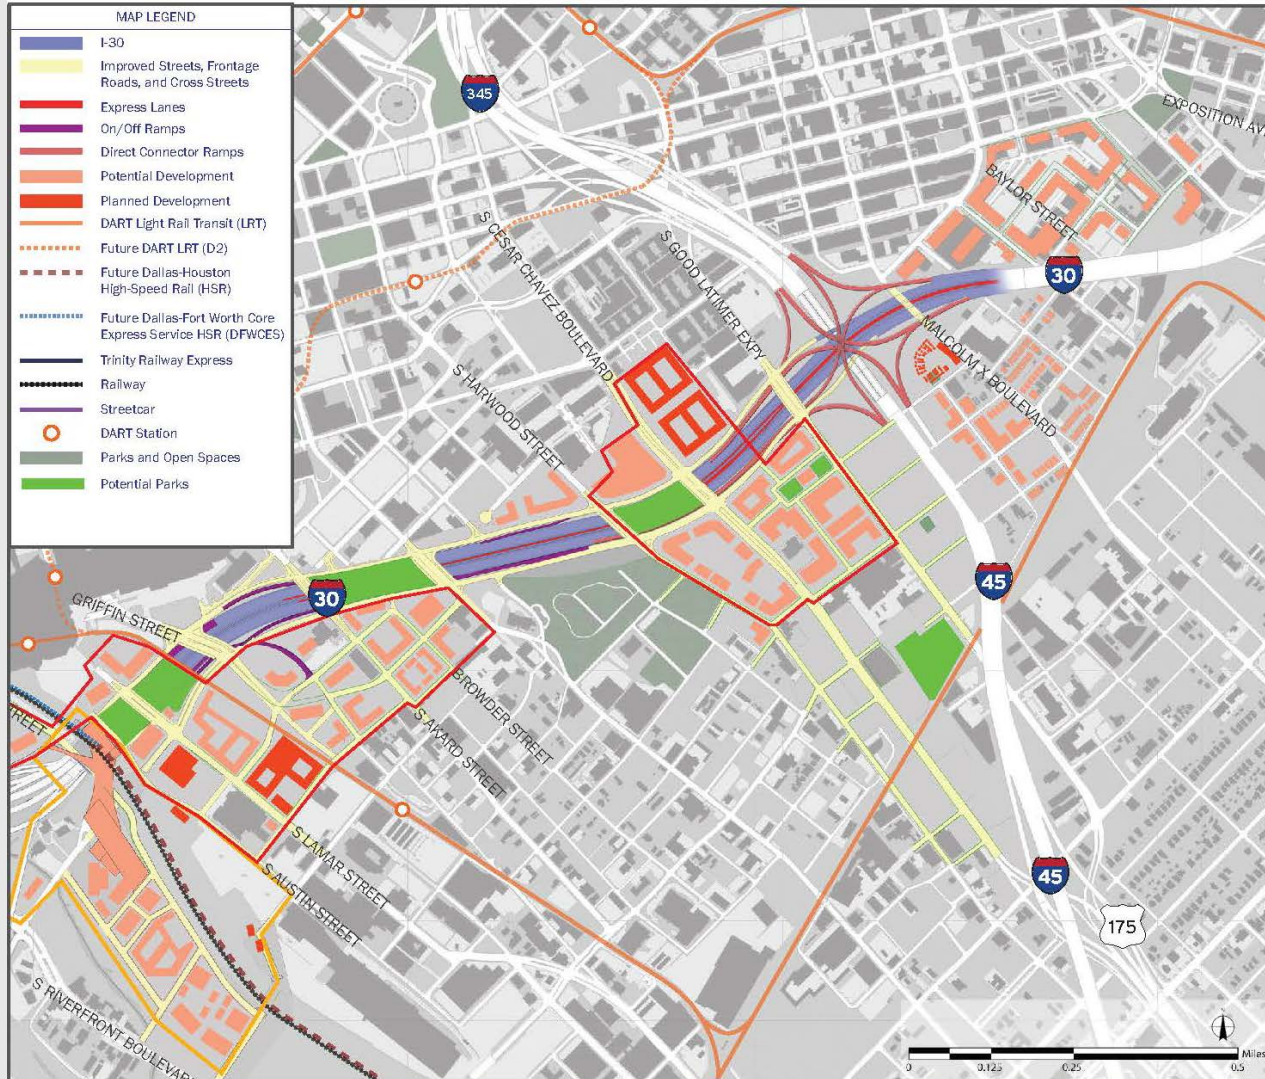 MAP LEGEND
I-30
Improved Streets, Frontage
Roads, and Cross Streets
Express Lanes
On/Off Ramps
Direct Connector Ramps
Potential Development
Planned Development
DART Light Rail Transit (LRT)
Future DART LRT (D2)
Future Dallas-Houston
High-Speed Rail (HSR)
Future Dallas-Fort Worth Core
Express Service HSR (DFWCES)
Trinity Railway Express
Railway
Streetcar
DART Station
Parks and Open Spaces
Potential Parks
345
EXPOSITION AV
BAYLOR STREET
30
S CESAR CHAVEZ BOULEVARD
S GOOD LATIMER EXPY
MALCOLM X BOULEVARD
S HARWOOD STREET
30
45
GRIFFIN STREET
BROWDER STREET
S AKARD STREET
TREET
S LAMAR STREET
S AUSTIN STREET
45
175
S RIVERFRONT BOULEVAR
0 0.125 0.25 0.5 Miles